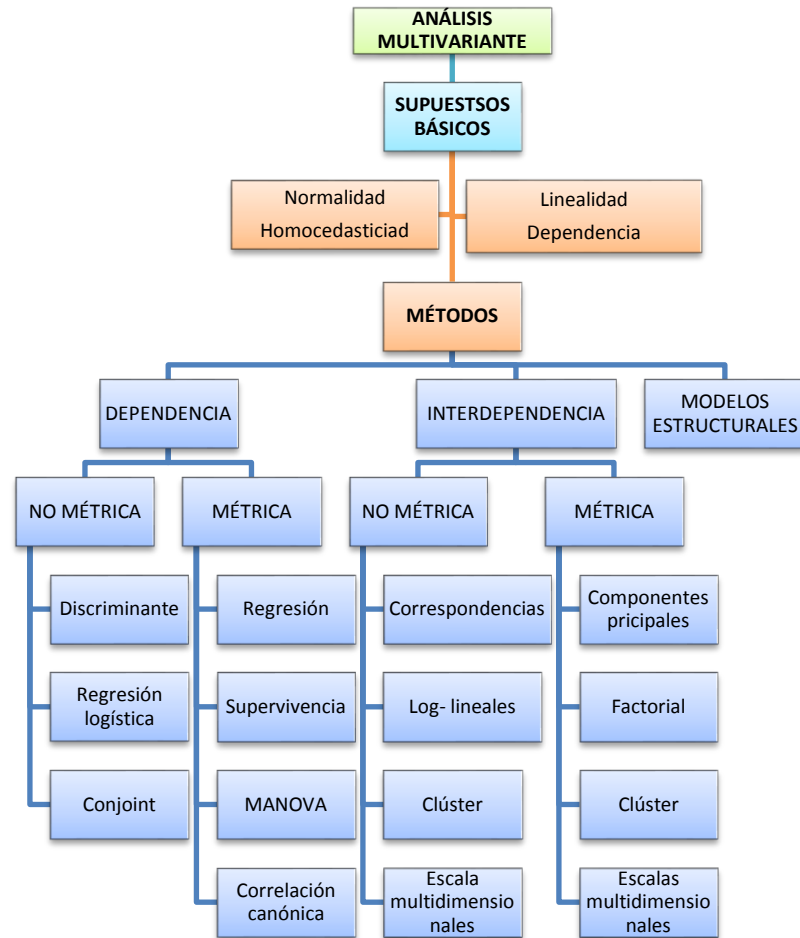 ANÁLISIS
MULTIVARIANTE
SUPUESTSOS
BÁSICOS
Normalidad
Homocedasticiad
Linealidad
Dependencia
MÉTODOS
DEPENDENCIA
INTERDEPENDENCIA
MODELOS
ESTRUCTURALES
NO MÉTRICA
MÉTRICA
NO MÉTRICA
MÉTRICA
Discriminante
Regresión
logística
Conjoint
Regresión
Supervivencia
MANOVA
Correlación
canónica
Correspondencias
Log- lineales
Clúster
Escala
multidimensio
nales
Componentes
pricipales
Factorial
Clúster
Escalas
multidimensio
nales